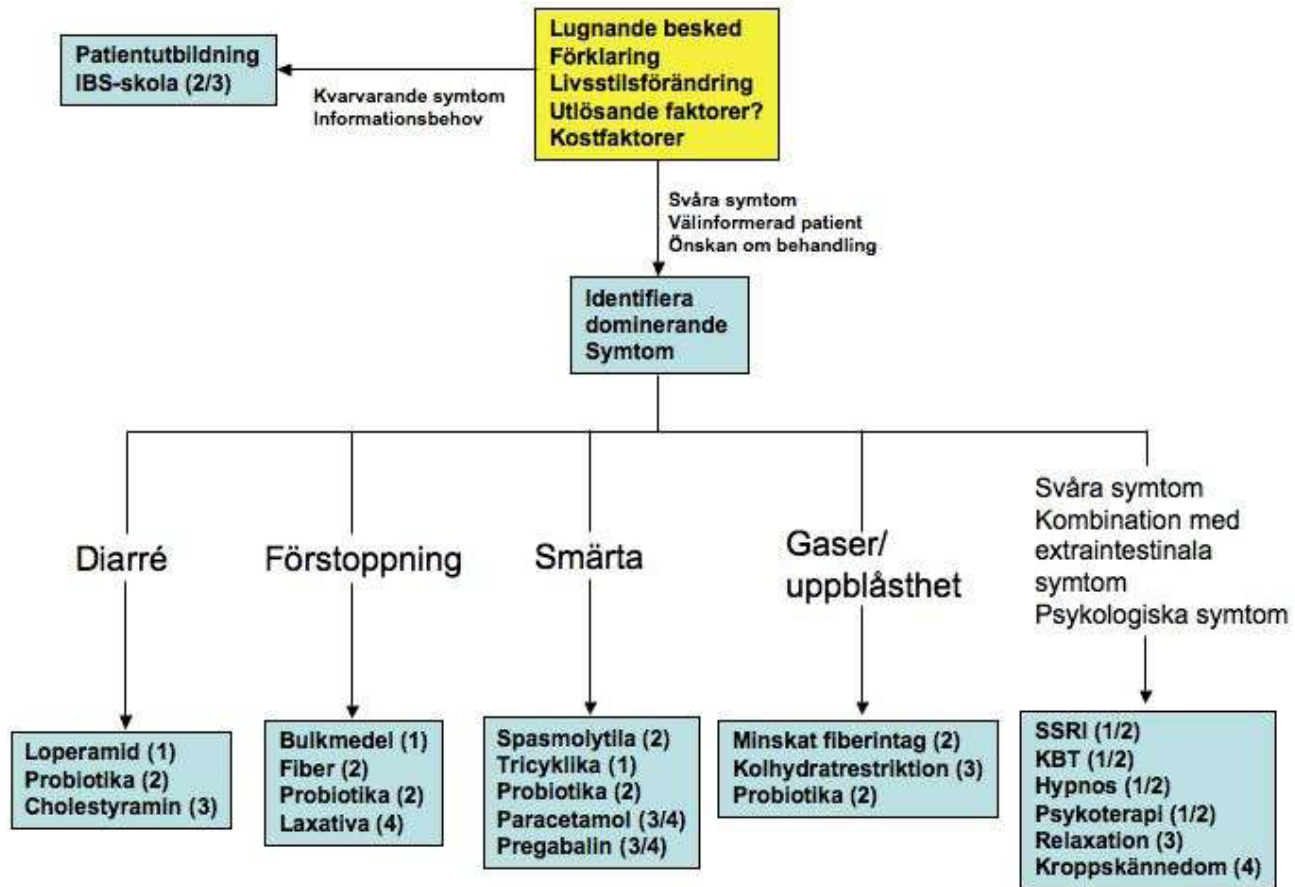 Lugnande besked
Förklaring
Livsstilsförändring
Utlösande faktorer?
Kostfaktorer
Patientutbildning
IBS-skola (2/3)
Kvarvarande symtom
Informationsbehov
Svåra symtom
Välinformerad patient
Önskan om behandling
Identifiera
dominerande
Symtom
Diarré
Förstoppning
Smärta
Gaser/
uppblåsthet
Svåra symtom
Kombination med
extraintestinala
symtom
Psykologiska symtom
Loperamid (1)
Probiotika (2)
Cholestyramin (3)
Bulkmedel (1)
Fiber (2)
Probiotika (2)
Laxativa (4)
Spasmolytila (2)
Tricyklika (1)
Probiotika (2)
Paracetamol (3/4)
Pregabalin (3/4)
Minskat fiberintag (2)
Kolhydratrestriktion (3)
Probiotika (2)
SSRI (1/2)
KBT (1/2)
Hypnos (1/2)
Psykoterapi (1/2)
Relaxation (3)
Kroppskännedom (4)